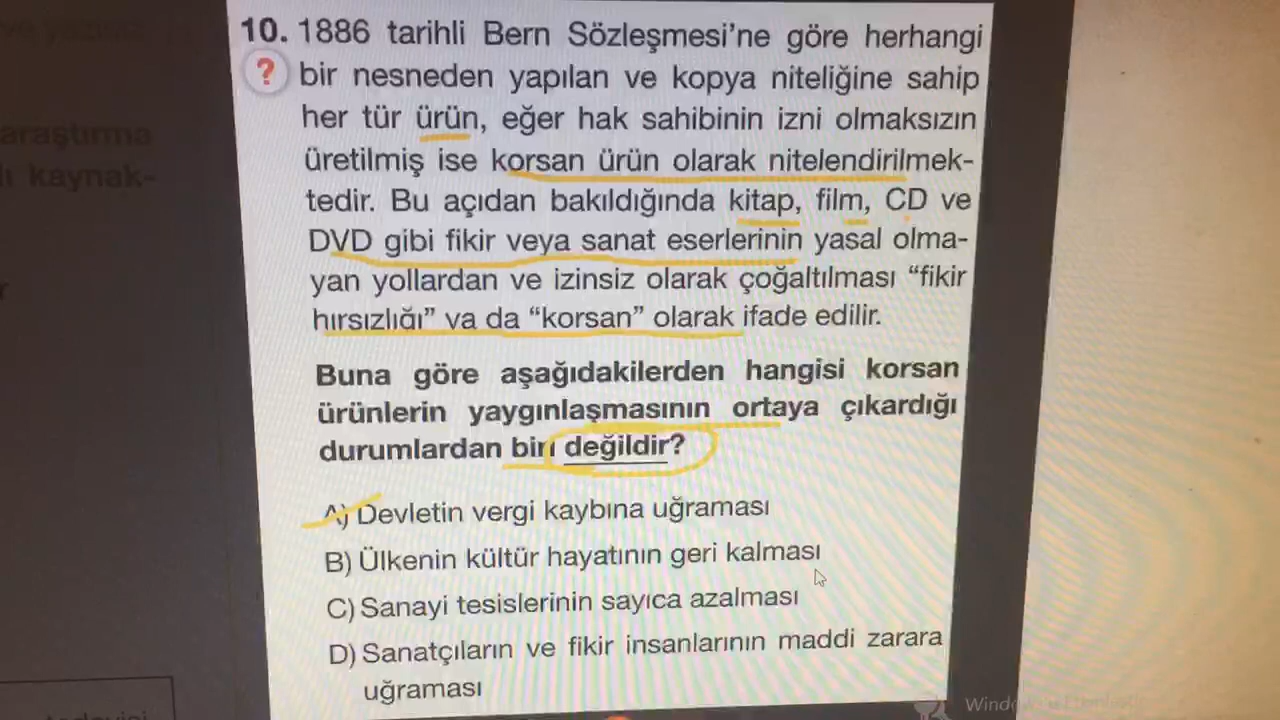 araştırma
kaynak-
10. 1886 tarihli Bern Sözleşmesi'ne göre herhangi
? bir nesneden yapılan ve kopya niteliğine sahip
her tür ürün, eğer hak sahibinin izni olmaksızın
üretilmiş ise korsan ürün olarak nitelendirilmek-
tedir. Bu açıdan bakıldığında kitap, film, CD ve
DVD gibi fikir veya sanat eserlerinin yasal olma-
yan yollardan ve izinsiz olarak çoğaltılması “fikir
hırsızlığı” va da “korsan” olarak ifade edilir.
Buna göre aşağıdakilerden hangisi korsan
ürünlerin yaygınlaşmasının ortaya çıkardığı
durumlardan biri değildir?
A) Devletin vergi kaybına uğraması
B) Ülkenin kültür hayatının geri kalması
C) Sanayi tesislerinin sayıca azalması
D) Sanatçıların ve fikir insanlarının maddi zarara
uğraması